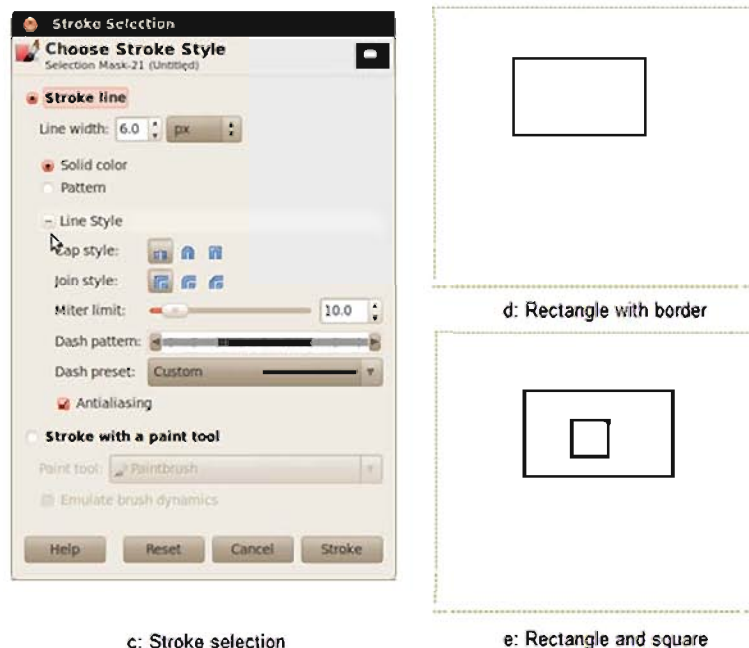 Stroke Selection
Choose Stroke Style
Selection Mask-21 (Untitled)
Stroke line
Line width: 6.0 px
Solid color
Pattern
Line Style
Cap style:
Join style:
Miter limit: 10.0
Dash pattern:
Dash preset: Custom
Antialiasing
Stroke with a paint tool
Paint tool: Paintbrush
Emulate brush dynamics
Help Reset Cancel Stroke
c: Stroke selection
d: Rectangle with border
e: Rectangle and square